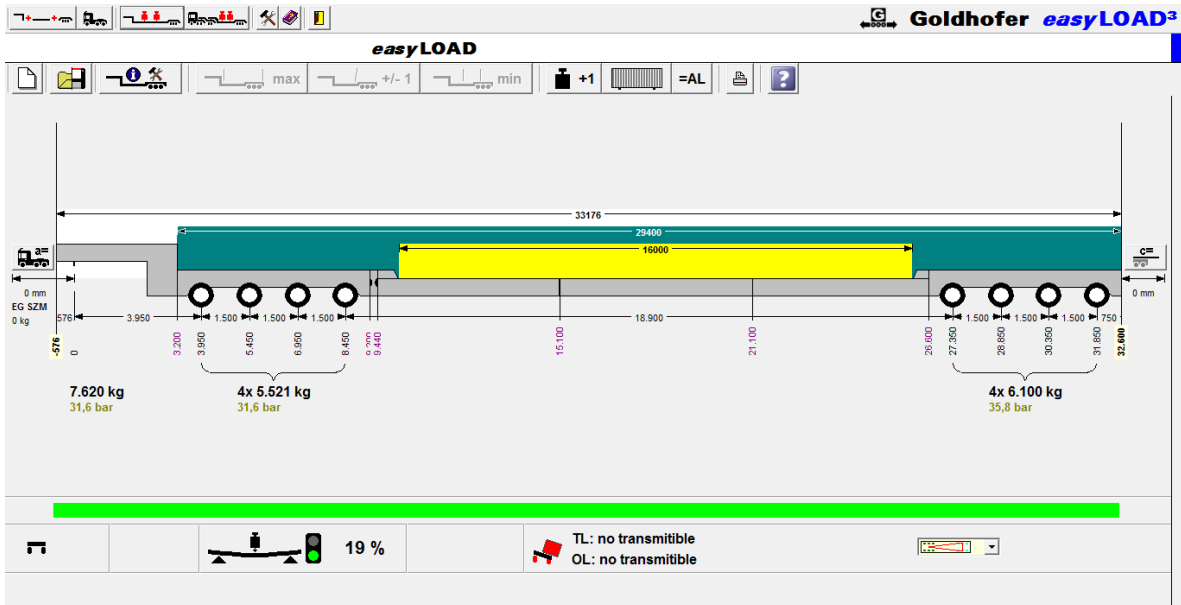 Goldhofer easyLOAD³
easyLOAD
max
+/- 1
min
+1
=AL
?
33176
29400
16000
a=
c=
0 mm
EG SZM
0 kg
0 mm
576
3.950
1.500
1.500
1.500
18.900
1.500
1.500
1.500
750
-576
0
3.200
3.950
5.450
6.950
8.450
9.440
15.100
21.100
26.600
27.350
28.850
30.350
31.850
32.600
7.620 kg
31,6 bar
4x 5.521 kg
31,6 bar
4x 6.100 kg
35,8 bar
19 %
TL: no transmitible
OL: no transmitible